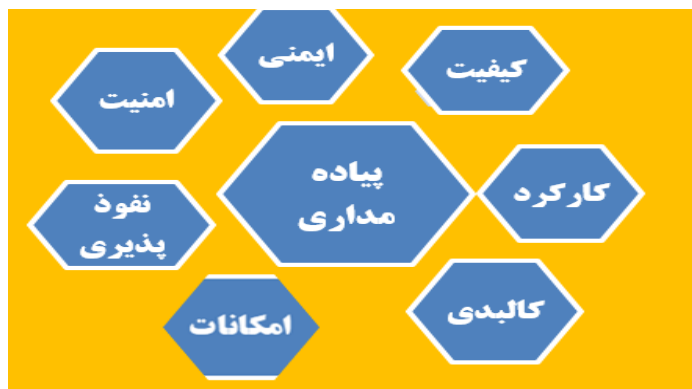 ایمنی
کیفیت
امنیت
پیاده
مداری
کارکرد
نفوذ
پذیری
کالبدی
امکانات